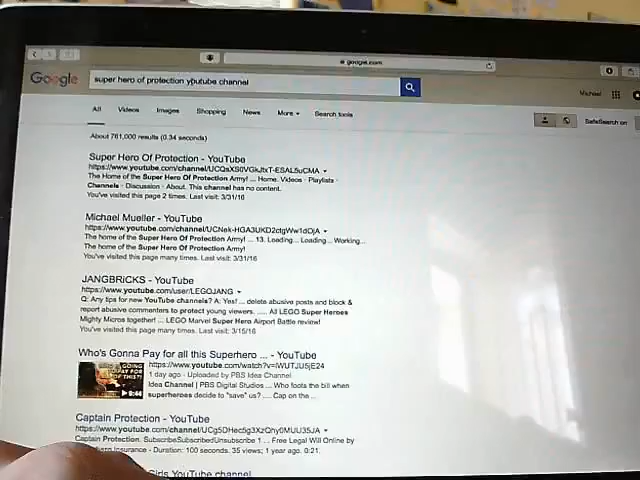 google.com
Google
super hero of protection youtube channel
Michael
All Videos Images Shopping News More Search tools
SafeSearch on
About 761,000 results (0.34 seconds)
Super Hero Of Protection - YouTube
The Home of the Super Hero Of Protection Army! ... Home. Videos · Playlists ·
Channels · Discussion · About. This channel has no content.
You've visited this page 2 times. Last visit: 3/31/16
Michael Mueller - YouTube
The home of the Super Hero Of Protection Army! ... 13. Loading... Loading... Working...
The home of the Super Hero Of Protection Army!
You've visited this page many times. Last visit: 3/31/16
JANGBRiCKS - YouTube
https://www.youtube.com/user/LEGOJANG
Q: Any tips for new YouTube channels? A: Yes! ... delete abusive posts and block &
report abusive commenters to protect young viewers. .... All LEGO Super Heroes
Mighty Micros together! ... LEGO Marvel Super Hero Airport Battle review!
You've visited this page many times. Last visit: 3/15/16
Who's Gonna Pay for all this Superhero ... - YouTube
https://www.youtube.com/watch?v=iWUTJU5jE24
1 day ago - Uploaded by PBS Idea Channel
Idea Channel | PBS Digital Studios ... Who foots the bill when
superheroes decide to "save" us? .... Cap on the ...
8:44
Captain Protection - YouTube
Captain Protection. SubscribeSubscribedUnsubscribe 1 ... Free Legal Will Online by
Insurance - Duration: 100 seconds. 35 views; 1 year ago. 0:21.
Girls YouTube channel